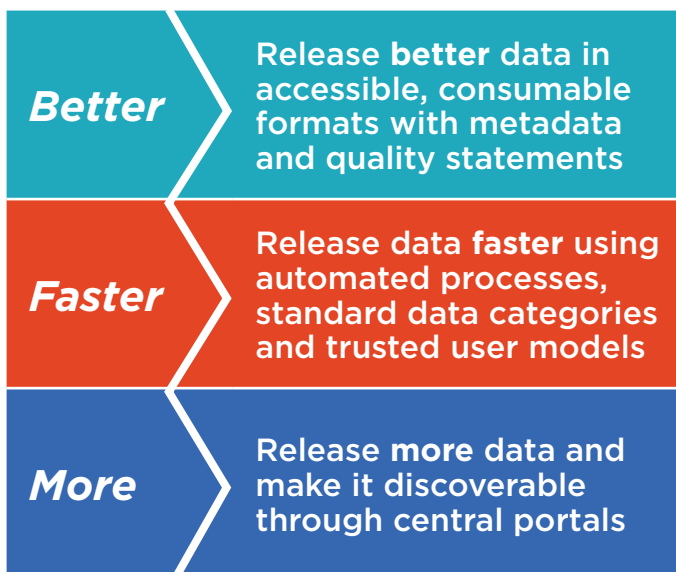 Better
Release better data in
accessible, consumable
formats with metadata
and quality statements
Faster
Release data faster using
automated processes,
standard data categories
and trusted user models
More
Release more data and
make it discoverable
through central portals